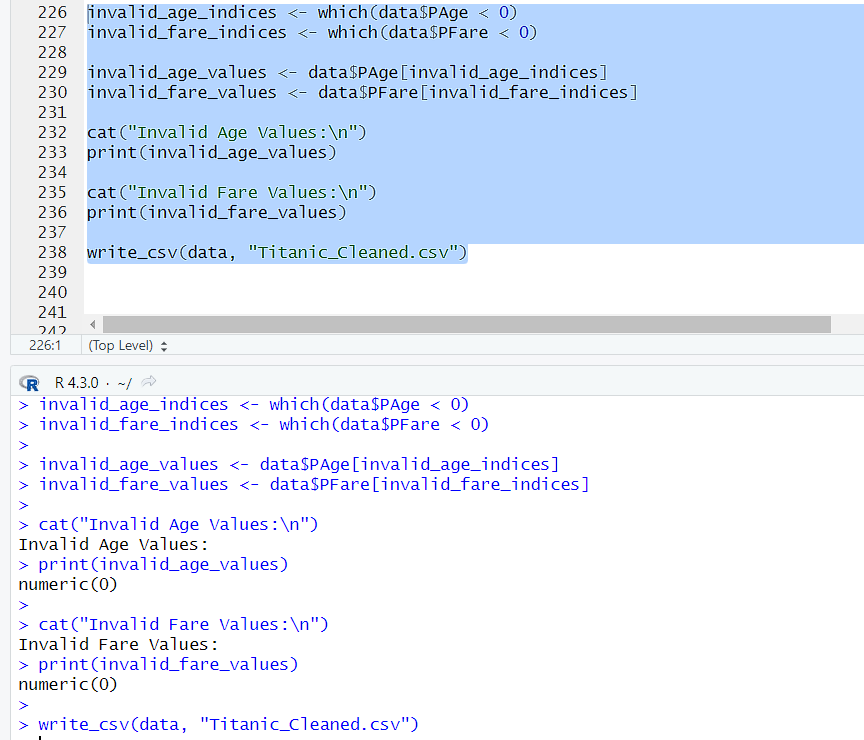 226 invalid_age_indices <- which(data$PAge < 0)
227 invalid_fare_indices <- which(data$PFare < 0)
228
229 invalid_age_values <- data$PAge[invalid_age_indices]
230 invalid_fare_values <- data$PFare[invalid_fare_indices]
231
232 cat("Invalid Age Values:\n")
233 print(invalid_age_values)
234
235 cat("Invalid Fare Values:\n")
236 print(invalid_fare_values)
237
238 write_csv(data, "Titanic_Cleaned.csv")
239
240
241
242
226:1 (Top Level)
R R 4.3.0 · ~/
> invalid_age_indices <- which(data$PAge < 0)
> invalid_fare_indices <- which(data$PFare < 0)
>
> invalid_age_values <- data$PAge[invalid_age_indices]
> invalid_fare_values <- data$PFare[invalid_fare_indices]
>
> cat("Invalid Age Values:\n")
Invalid Age Values:
> print(invalid_age_values)
numeric(0)
>
> cat("Invalid Fare Values:\n")
Invalid Fare Values:
> print(invalid_fare_values)
numeric(0)
>
> write_csv(data, "Titanic_Cleaned.csv")